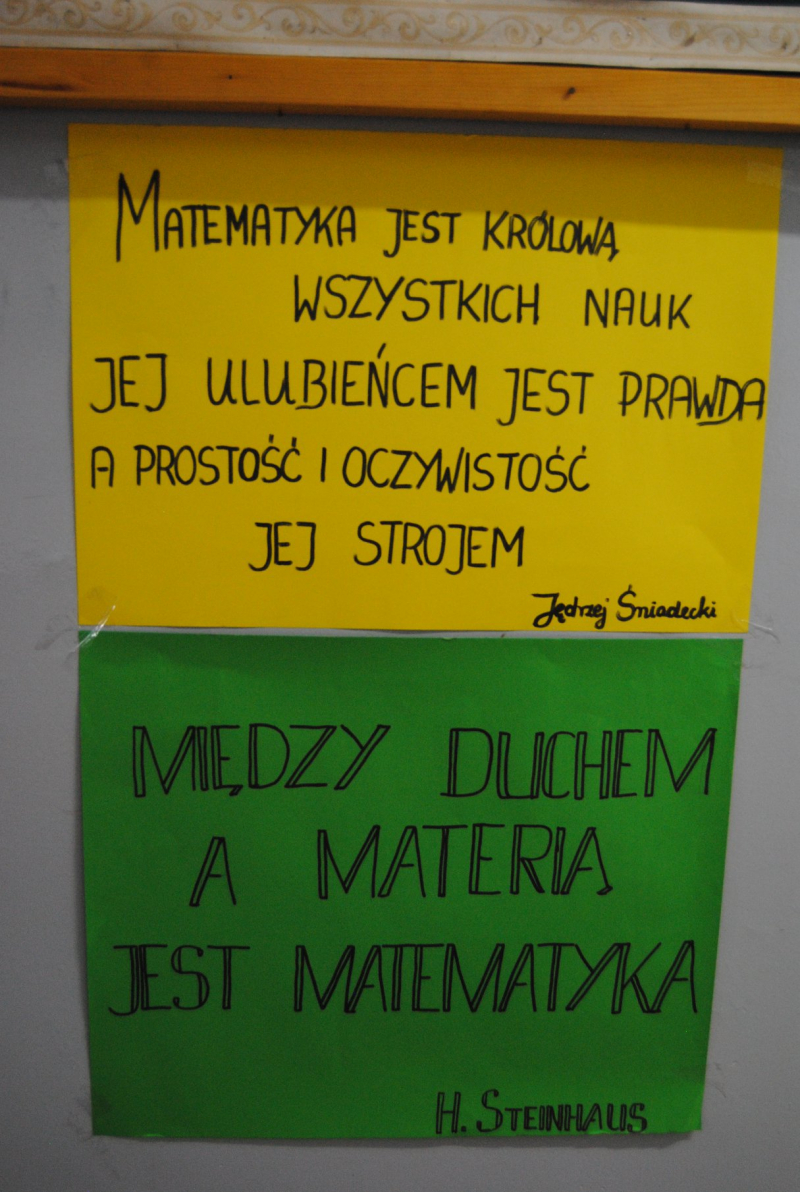 MATEMATYKA JEST KRÓLOWĄ
WSZYSTKICH NAUK
JEJ ULUBIEŃCEM JEST PRAWDA
A PROSTOŚĆ I OCZYWISTOŚĆ
JEJ STROJEM
Jędrzej Śniadecki
MIĘDZY DUCHEM
A MATERIĄ
JEST MATEMATYKA
H. STEINHAUS